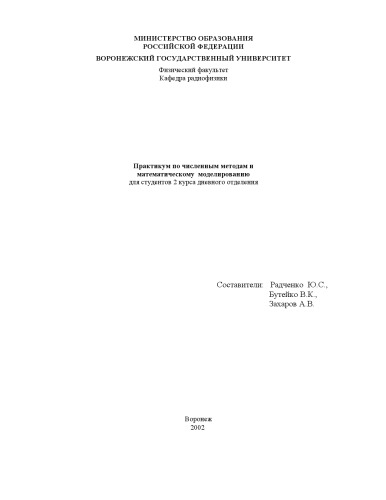 МИНИСТЕРСТВО ОБРАЗОВАНИЯ
РОССИЙСКОЙ ФЕДЕРАЦИИ
ВОРОНЕЖСКИЙ ГОСУДАРСТВЕННЫЙ УНИВЕРСИТЕТ
Физический факультет
Кафедра радиофизики
Практикум по численным методам и
математическому моделированию
для студентов 2 курса дневного отделения
Составители: Радченко Ю.С.,
Бутейко В.К.,
Захаров А.В.
Воронеж
2002